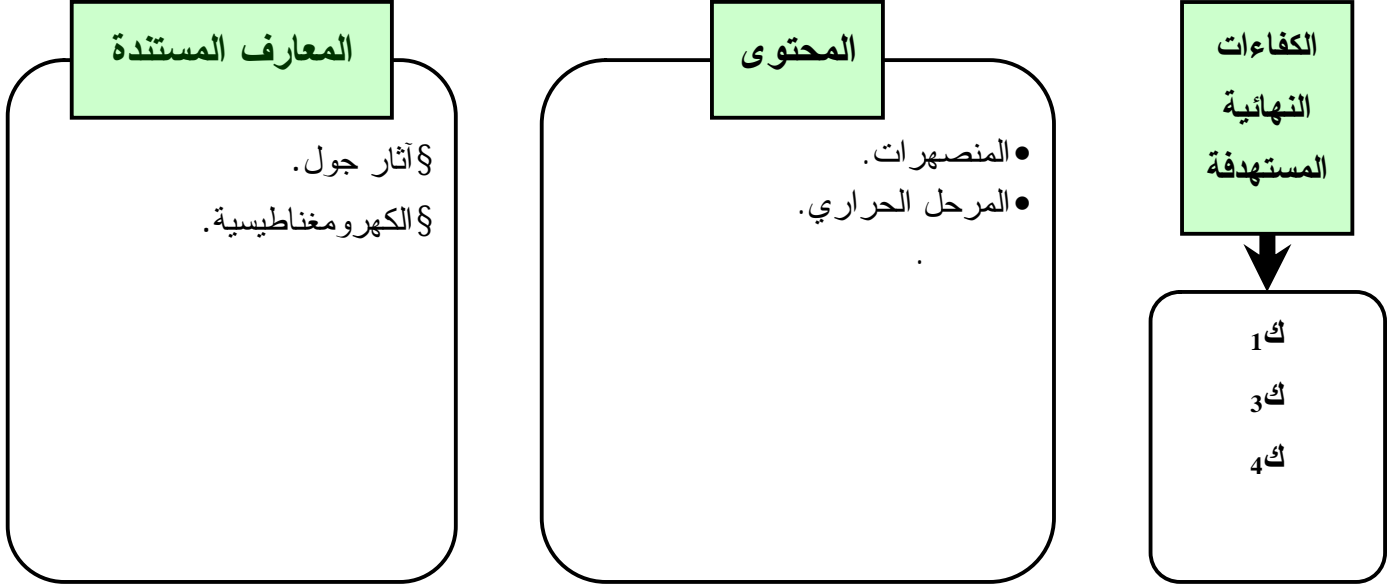 الكفاءات
النهائية
المستهدفة
ك1
ك3
ك4
المحتوى
•المنصهرات.
•المرحل الحراري.
.
المعارف المستندة
§آثار جول.
§الكهرومغناطيسية.